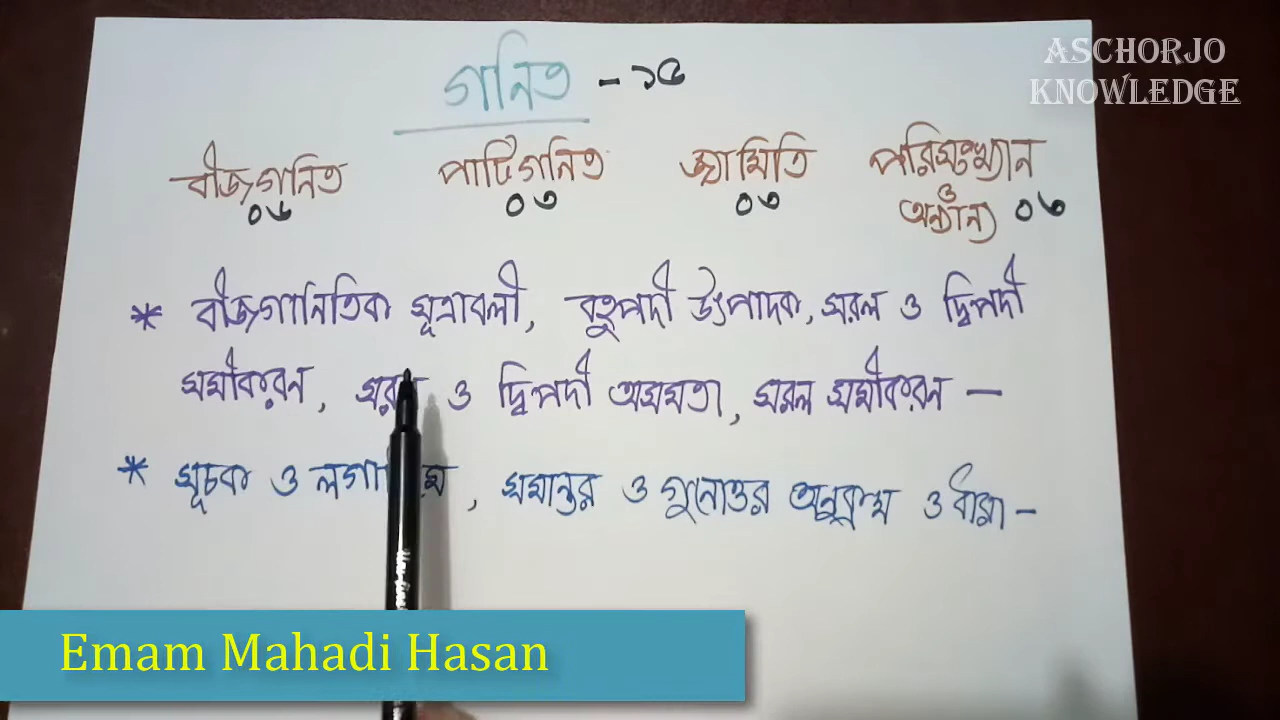 ASCHORJO
KNOWLEDGE
গনিত - ১৫
বীজগনিত পাটিগনিত জ্যামিতি পরিসংখ্যান
ও
০৬ ০৩ ০৩ অন্যান্য ০৬
* বীজগানিতিক সূত্রাবলী, বহুপদী উৎপাদক, সরল ও দ্বিপদী
সমীকরন, সরল ও দ্বিপদী অসমতা, সরল সমীকরন -
* সূচক ও , সমান্তর ও গুনোত্তর অনুক্রম ও ধারা -
Emam Mahadi Hasan